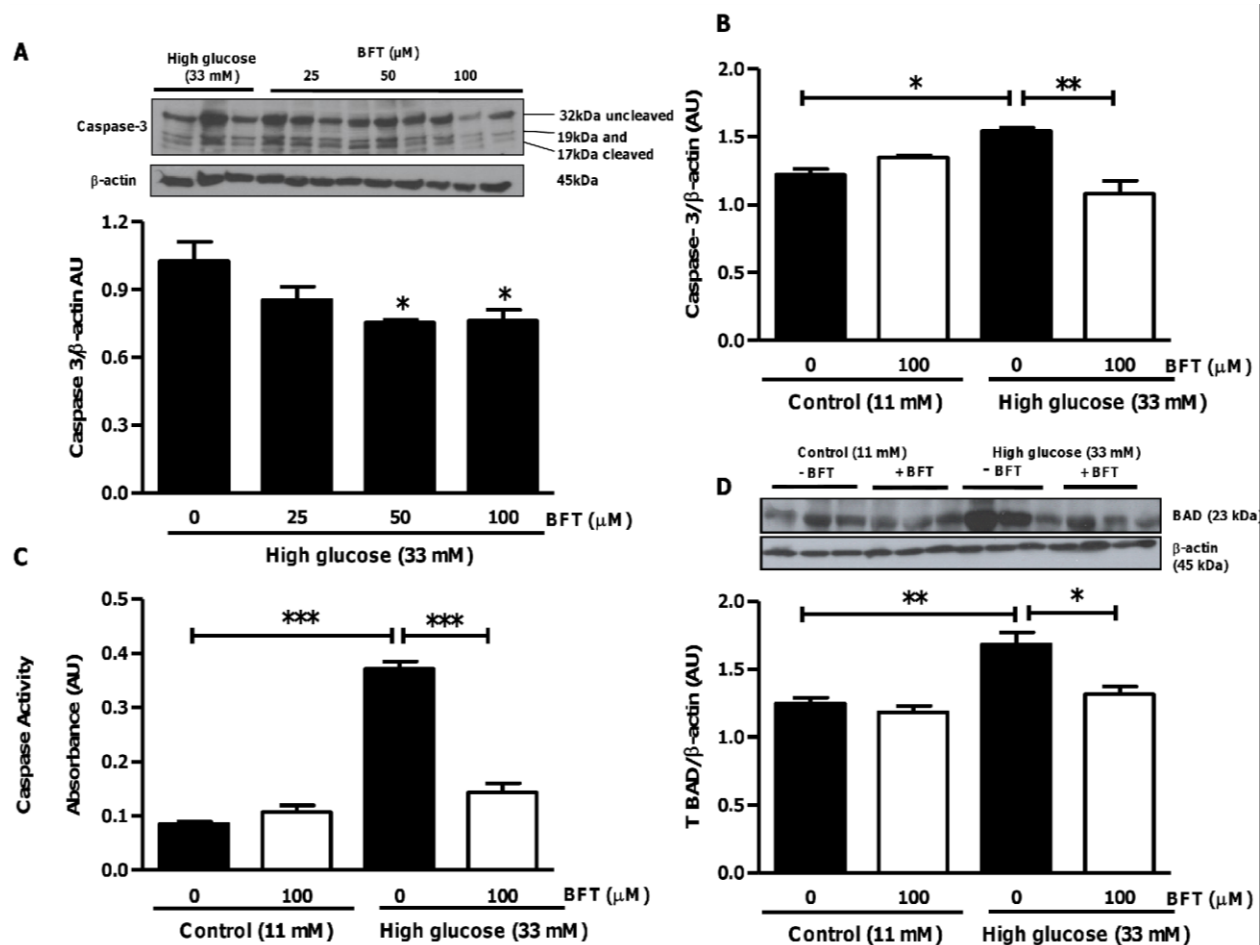 A
High glucose
(33 mM)
BFT (μM)
25 50 100
Caspase-3
32kDa uncleaved
19kDa and
17kDa cleaved
β-actin
45kDa
Caspase 3/β-actin AU
1.2
0.9
0.6
0.3
0.0
*
*
0 25 50 100 BFT (μM)
High glucose (33 mM)
B
Caspase- 3/β-actin (AU)
2.0
1.5
1.0
0.5
0.0
*
**
0 100 0 100 BFT (μM)
Control (11 mM) High glucose (33 mM)
C
Caspase Activity
Absorbance (AU)
0.5
0.4
0.3
0.2
0.1
0.0
***
***
0 100 0 100 BFT (μM)
Control (11 mM) High glucose (33 mM)
D
Control (11 mM) High glucose (33 mM)
- BFT + BFT - BFT + BFT
BAD (23 kDa)
β-actin
(45 kDa)
T BAD/β-actin (AU)
2.0
1.5
1.0
0.5
0.0
**
*
0 100 0 100 BFT (μM)
Control (11 mM) High glucose (33 mM)